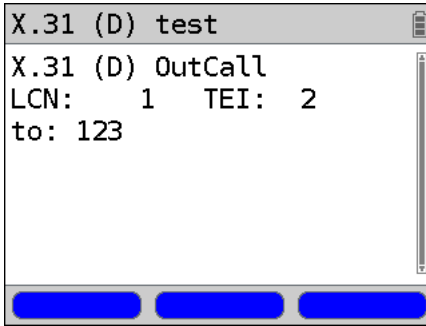 X.31 (D) test
X.31 (D) OutCall
LCN: 1 TEI: 2
to: 123